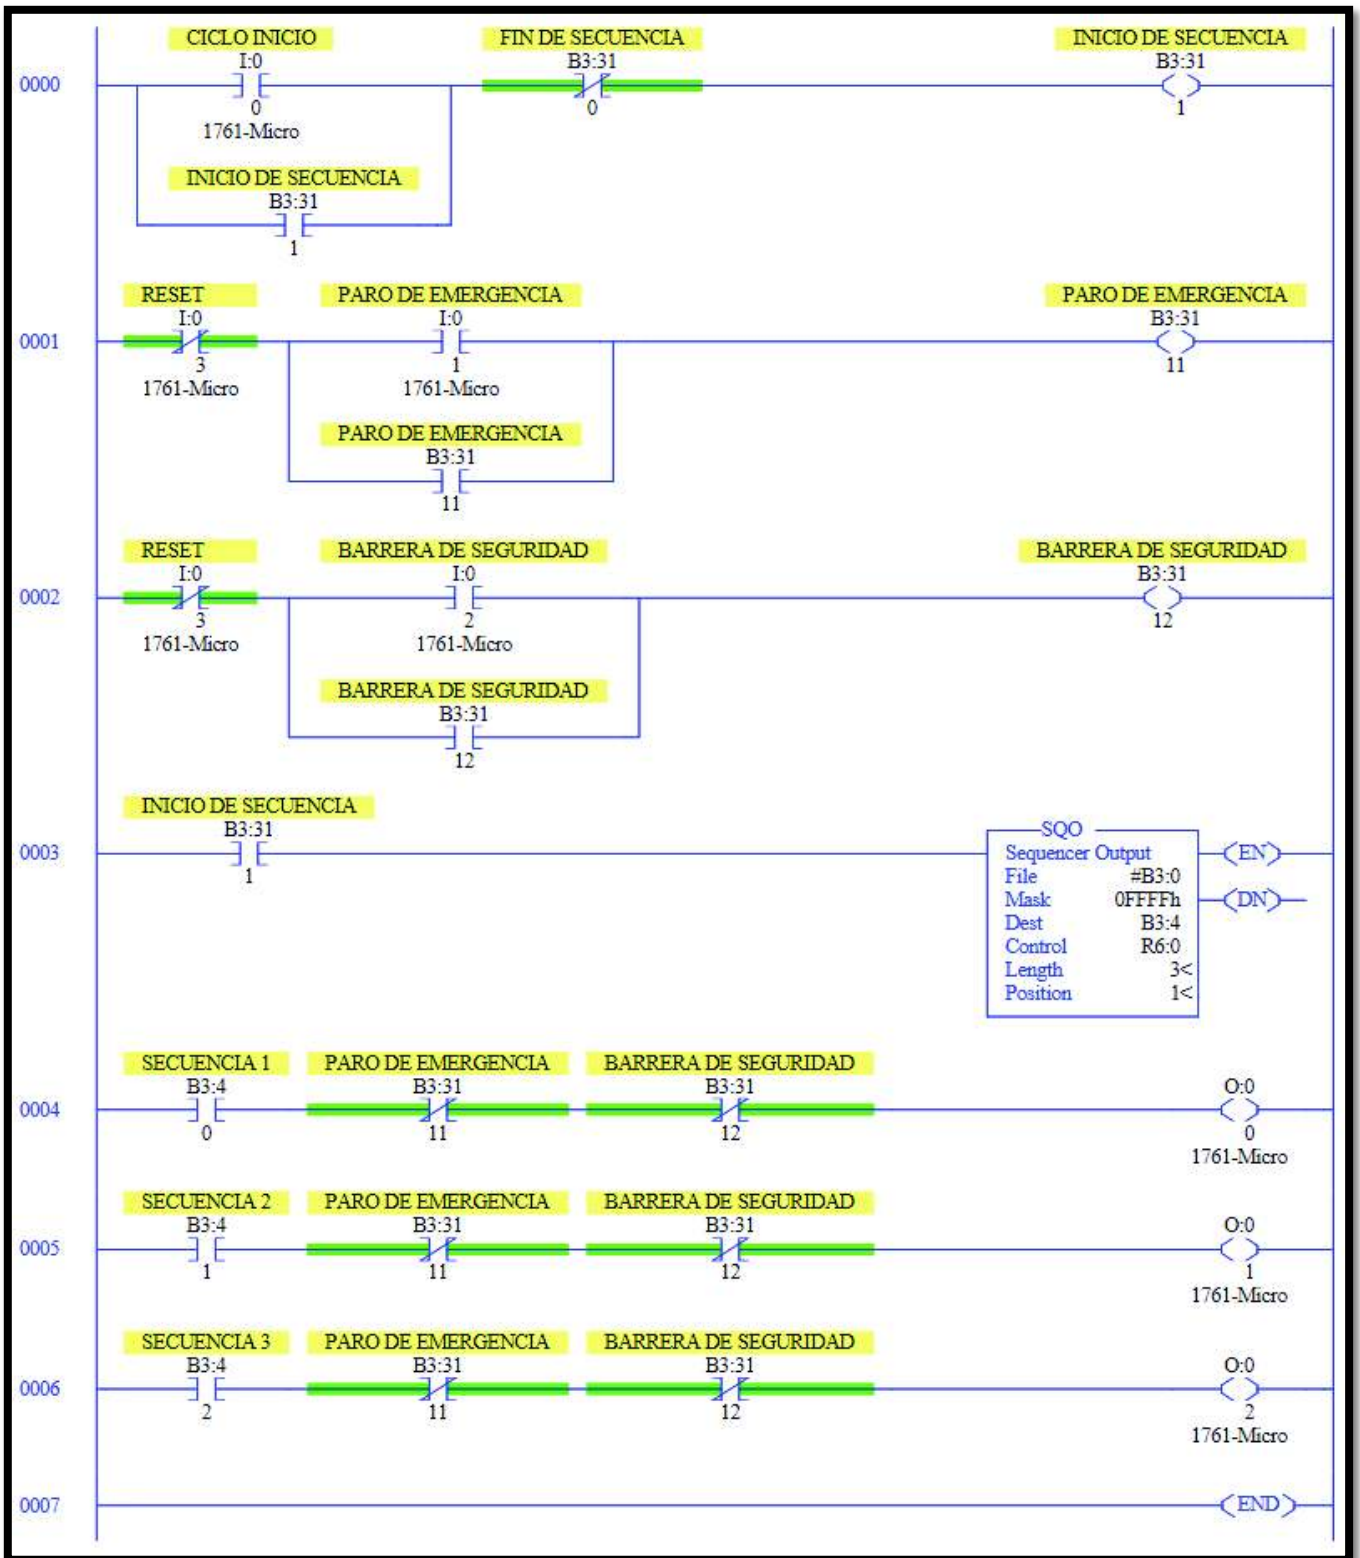 CICLO INICIO FIN DE SECUENCIA INICIO DE SECUENCIA
I:0 B3:31 B3:31
0000
0 0 1
1761-Micro
INICIO DE SECUENCIA
B3:31
1
RESET PARO DE EMERGENCIA PARO DE EMERGENCIA
I:0 I:0 B3:31
0001
3 1 11
1761-Micro 1761-Micro
PARO DE EMERGENCIA
B3:31
11
RESET BARRERA DE SEGURIDAD BARRERA DE SEGURIDAD
I:0 I:0 B3:31
0002
3 2 12
1761-Micro 1761-Micro
BARRERA DE SEGURIDAD
B3:31
12
INICIO DE SECUENCIA
B3:31
0003
1
SQO
Sequencer Output EN
File #B3:0
Mask 0FFFFh DN
Dest B3:4
Control R6:0
Length 3<
Position 1<
SECUENCIA 1 PARO DE EMERGENCIA BARRERA DE SEGURIDAD
B3:4 B3:31 B3:31 O:0
0004
0 11 12 0
1761-Micro
SECUENCIA 2 PARO DE EMERGENCIA BARRERA DE SEGURIDAD
B3:4 B3:31 B3:31 O:0
0005
1 11 12 1
1761-Micro
SECUENCIA 3 PARO DE EMERGENCIA BARRERA DE SEGURIDAD
B3:4 B3:31 B3:31 O:0
0006
2 11 12 2
1761-Micro
0007 END